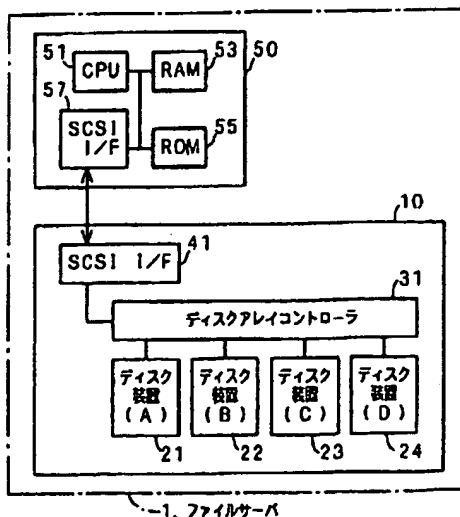 51
CPU
RAM
53
50
57
SCSI
I/F
ROM
55
10
SCSI I/F
41
31
ディスクアレイコントローラ
ディスク
装置
(A)
ディスク
装置
(B)
ディスク
装置
(C)
ディスク
装置
(D)
21
22
23
24
1. ファイルサーバ